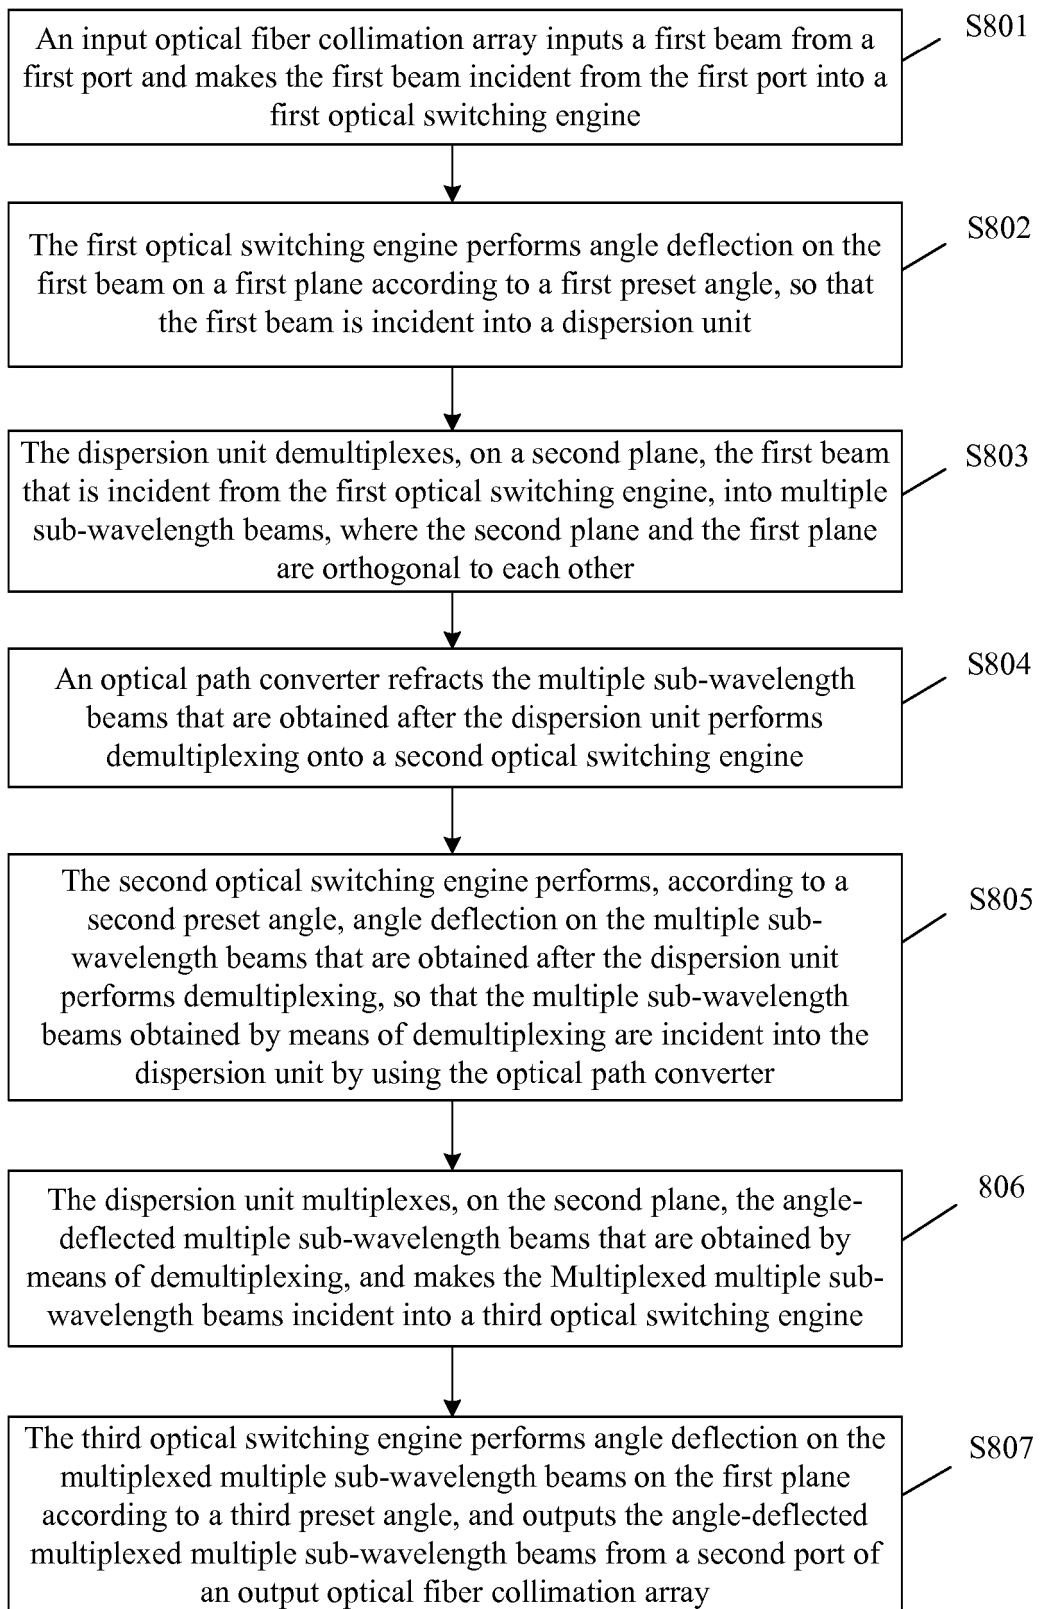 An input optical fiber collimation array inputs a first beam from a
first port and makes the first beam incident from the first port into a
first optical switching engine
S801
The first optical switching engine performs angle deflection on the
first beam on a first plane according to a first preset angle, so that
the first beam is incident into a dispersion unit
S802
The dispersion unit demultiplexes, on a second plane, the first beam
that is incident from the first optical switching engine, into multiple
sub-wavelength beams, where the second plane and the first plane
are orthogonal to each other
S803
An optical path converter refracts the multiple sub-wavelength
beams that are obtained after the dispersion unit performs
demultiplexing onto a second optical switching engine
S804
The second optical switching engine performs, according to a
second preset angle, angle deflection on the multiple sub-
wavelength beams that are obtained after the dispersion unit
performs demultiplexing, so that the multiple sub-wavelength
beams obtained by means of demultiplexing are incident into the
dispersion unit by using the optical path converter
S805
The dispersion unit multiplexes, on the second plane, the angle-
deflected multiple sub-wavelength beams that are obtained by
means of demultiplexing, and makes the Multiplexed multiple sub-
wavelength beams incident into a third optical switching engine
806
The third optical switching engine performs angle deflection on the
multiplexed multiple sub-wavelength beams on the first plane
according to a third preset angle, and outputs the angle-deflected
multiplexed multiple sub-wavelength beams from a second port of
an output optical fiber collimation array
S807